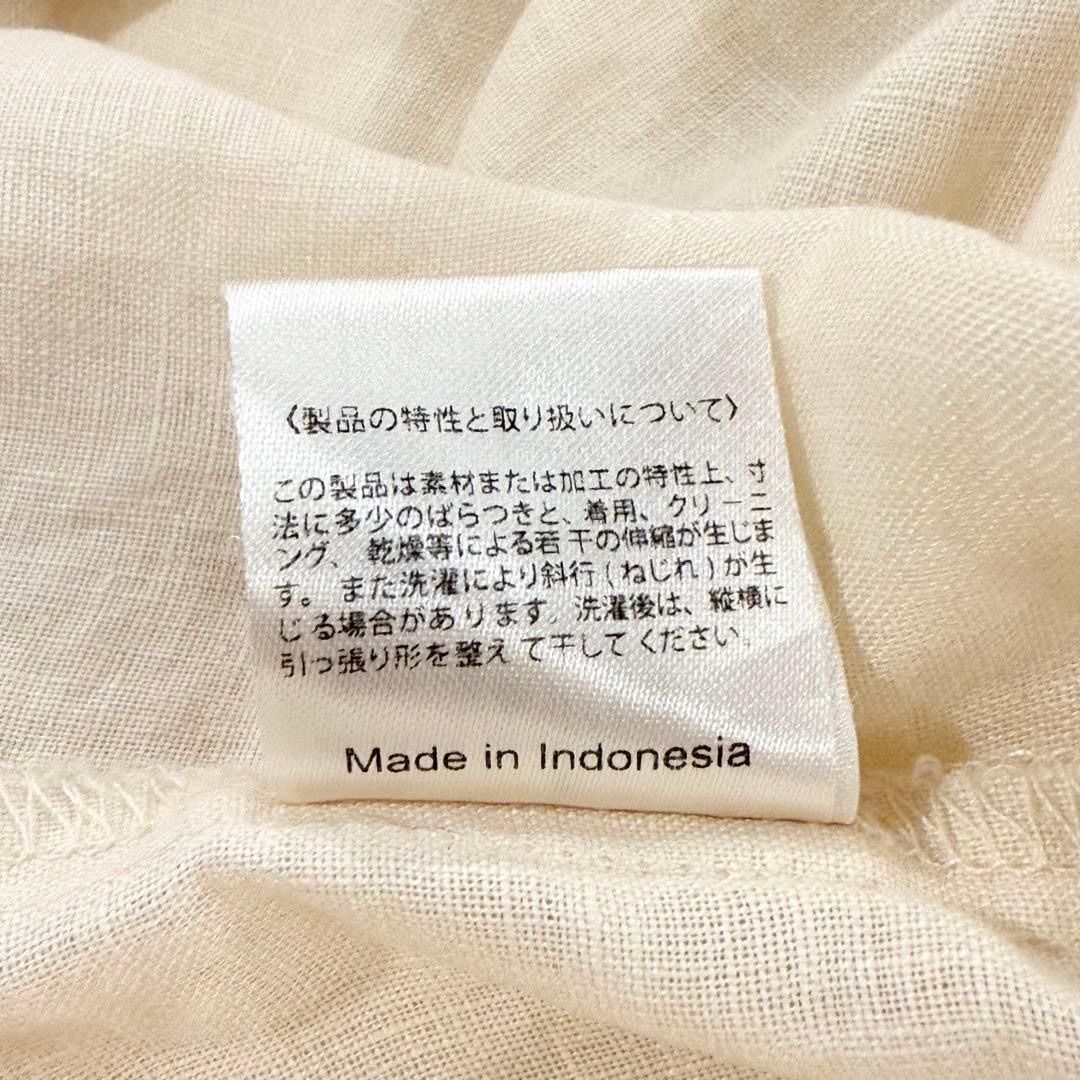 〈製品の特性と取り扱いについて〉
この製品は素材または加工の特性上、寸
法に多少のばらつきと、着用、クリーニ
ング、乾燥等による若干の伸縮が生じま
す。また洗濯により斜行(ねじれ)が生
じる場合があります。洗濯後は、縦横に
引っ張り形を整えて干してください。
Made in Indonesia